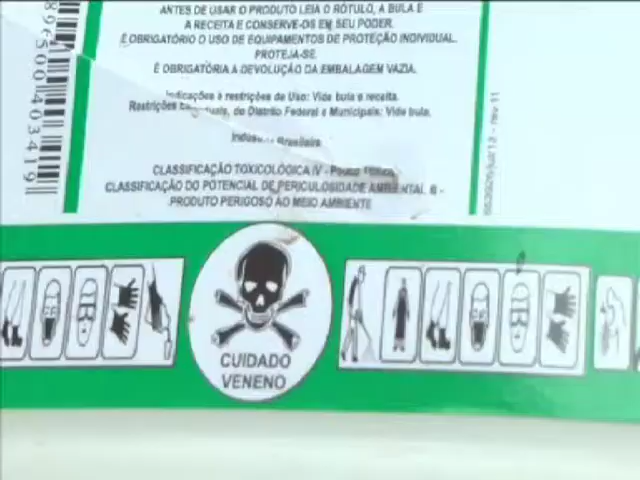 ANTES DE USAR O PRODUTO LEIA O RÓTULO, A BULA E
A RECEITA E CONSERVE-OS EM SEU PODER.
É OBRIGATÓRIO O USO DE EQUIPAMENTOS DE PROTEÇÃO INDIVIDUAL.
PROTEJA-SE.
É OBRIGATÓRIA A DEVOLUÇÃO DA EMBALAGEM VAZIA.
Indicações e restrições de Uso: Vide bula e receita.
Restrições do Distrito Federal e Municipais: Vide bula.
Brasileira
CLASSIFICAÇÃO TOXICOLÓGICA IV - Pouco Tóxico
CLASSIFICAÇÃO DO POTENCIAL DE PERICULOSIDADE AMBIENTAL III -
PRODUTO PERIGOSO AO MEIO AMBIENTE
896500 403419
CUIDADO
VENENO